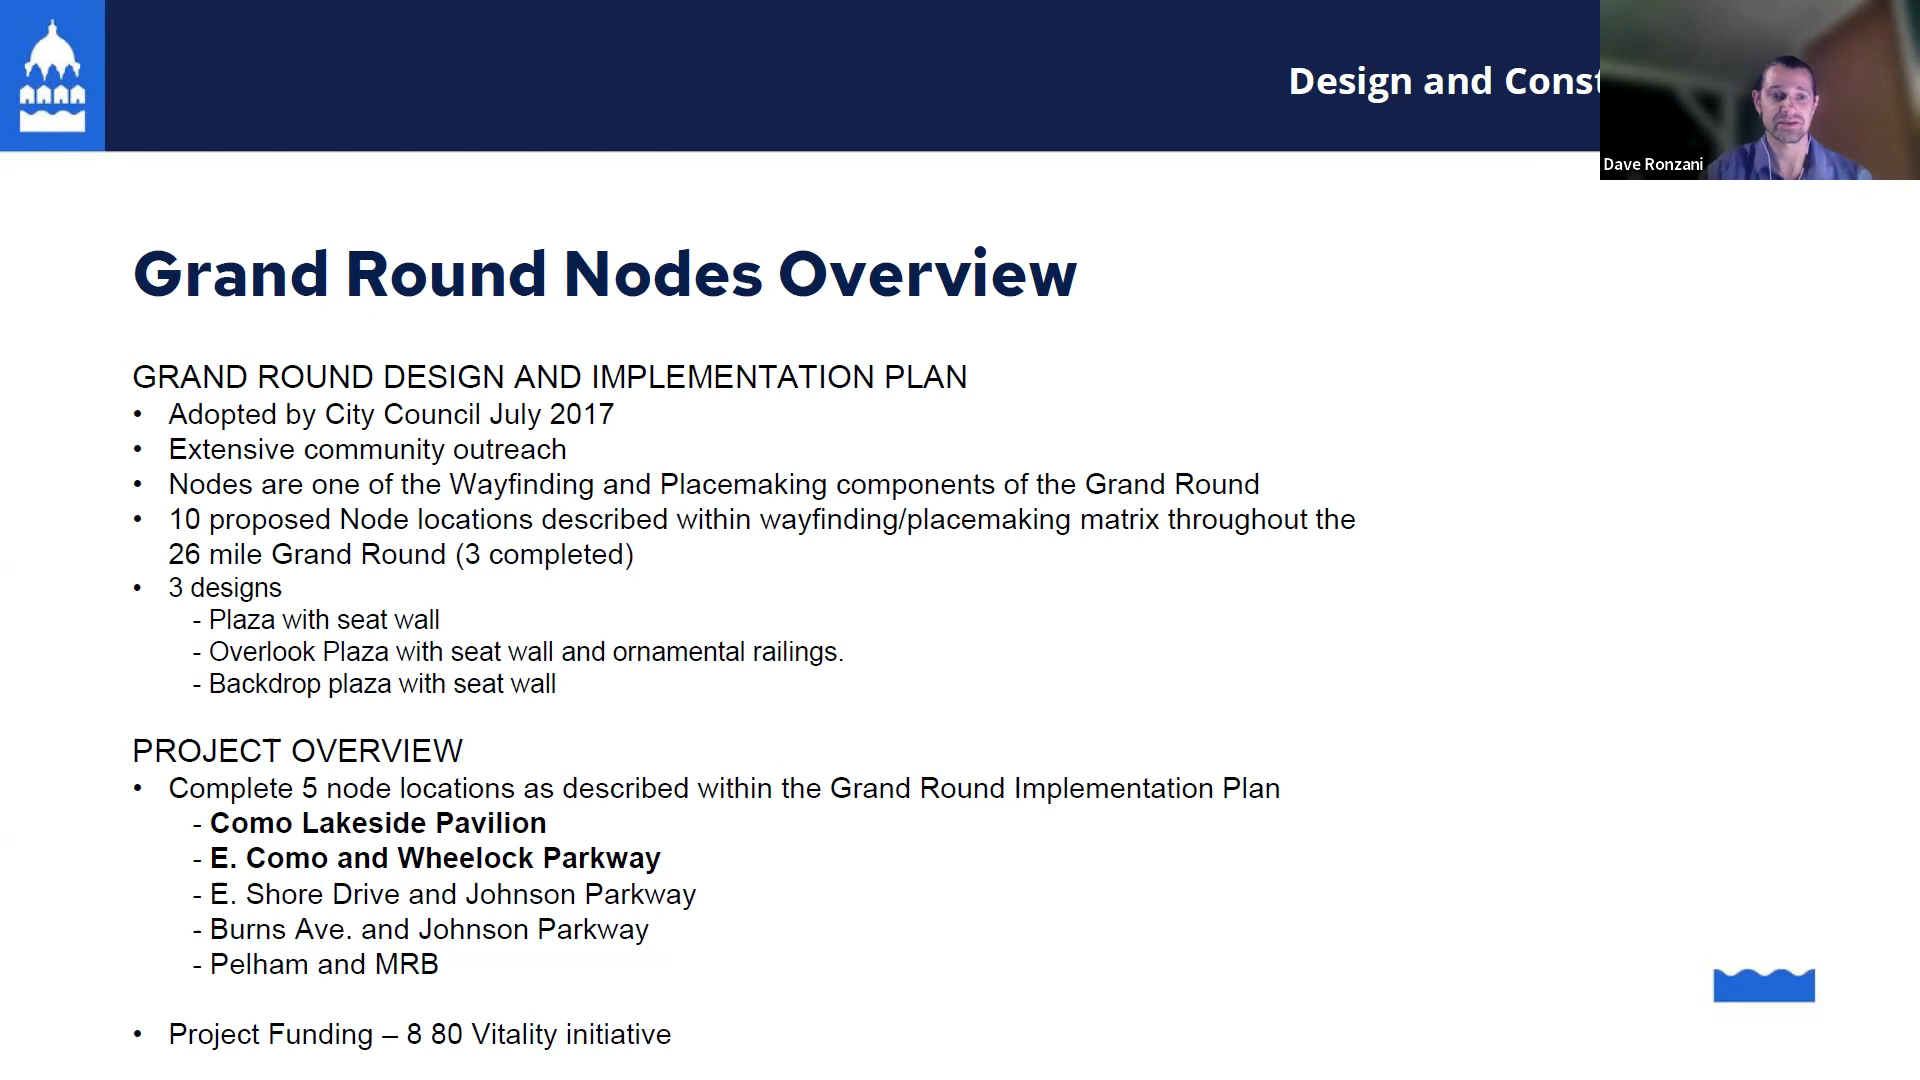 Design and Const
Dave Ronzani
Grand Round Nodes Overview
GRAND ROUND DESIGN AND IMPLEMENTATION PLAN
• Adopted by City Council July 2017
• Extensive community outreach
• Nodes are one of the Wayfinding and Placemaking components of the Grand Round
• 10 proposed Node locations described within wayfinding/placemaking matrix throughout the
26 mile Grand Round (3 completed)
• 3 designs
- Plaza with seat wall
- Overlook Plaza with seat wall and ornamental railings.
- Backdrop plaza with seat wall
PROJECT OVERVIEW
• Complete 5 node locations as described within the Grand Round Implementation Plan
- Como Lakeside Pavilion
- E. Como and Wheelock Parkway
- E. Shore Drive and Johnson Parkway
- Burns Ave. and Johnson Parkway
- Pelham and MRB
• Project Funding – 8 80 Vitality initiative